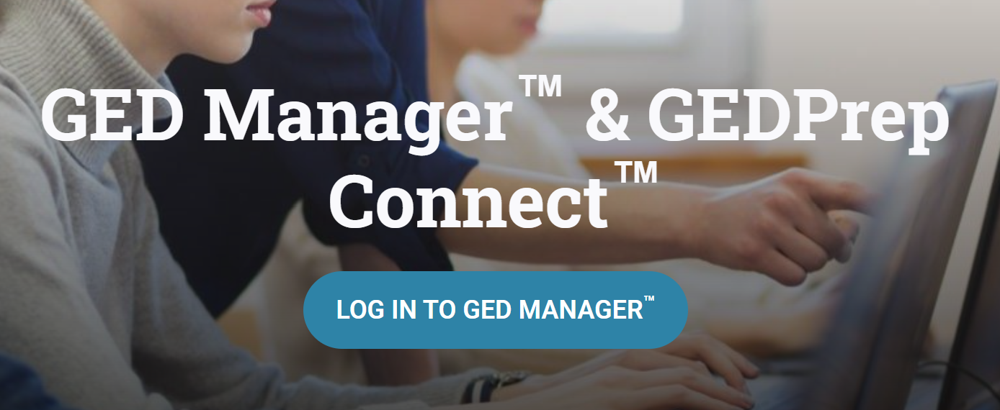 GED Manager™ & GEDPrep
Connect™
LOG IN TO GED MANAGER™